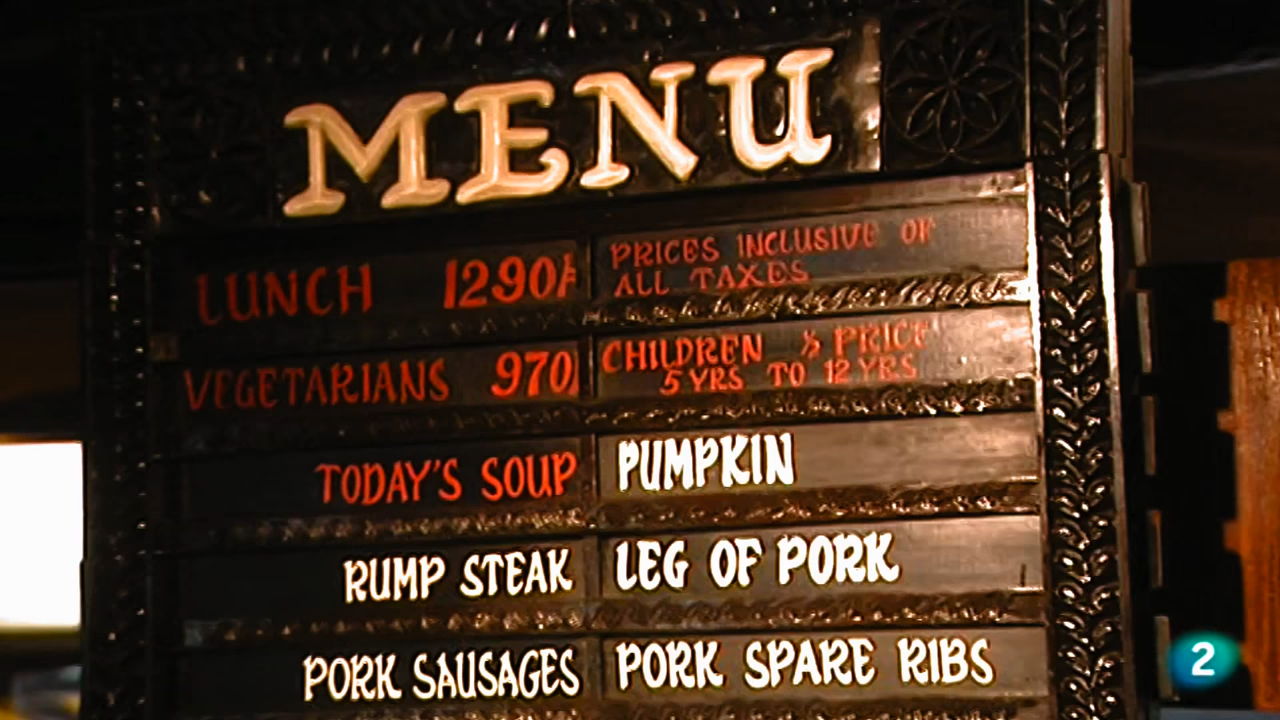 MENU
LUNCH 1290/-
PRICES INCLUSIVE OF
ALL TAXES
VEGETARIANS 970/
CHILDREN ½ PRICE
5 YRS TO 12 YRS
TODAY'S SOUP PUMPKIN
RUMP STEAK LEG OF PORK
PORK SAUSAGES PORK SPARE RIBS
2